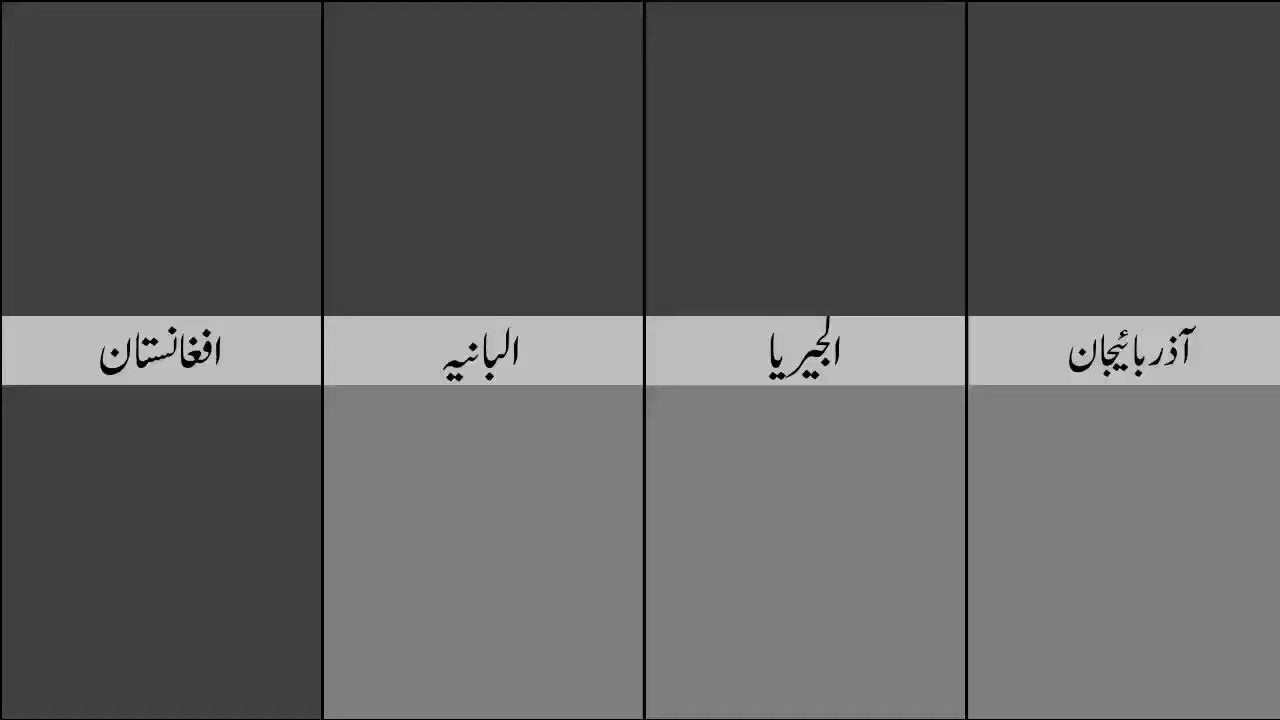 افغانستان
البانیہ
الجیریا
آذربائیجان